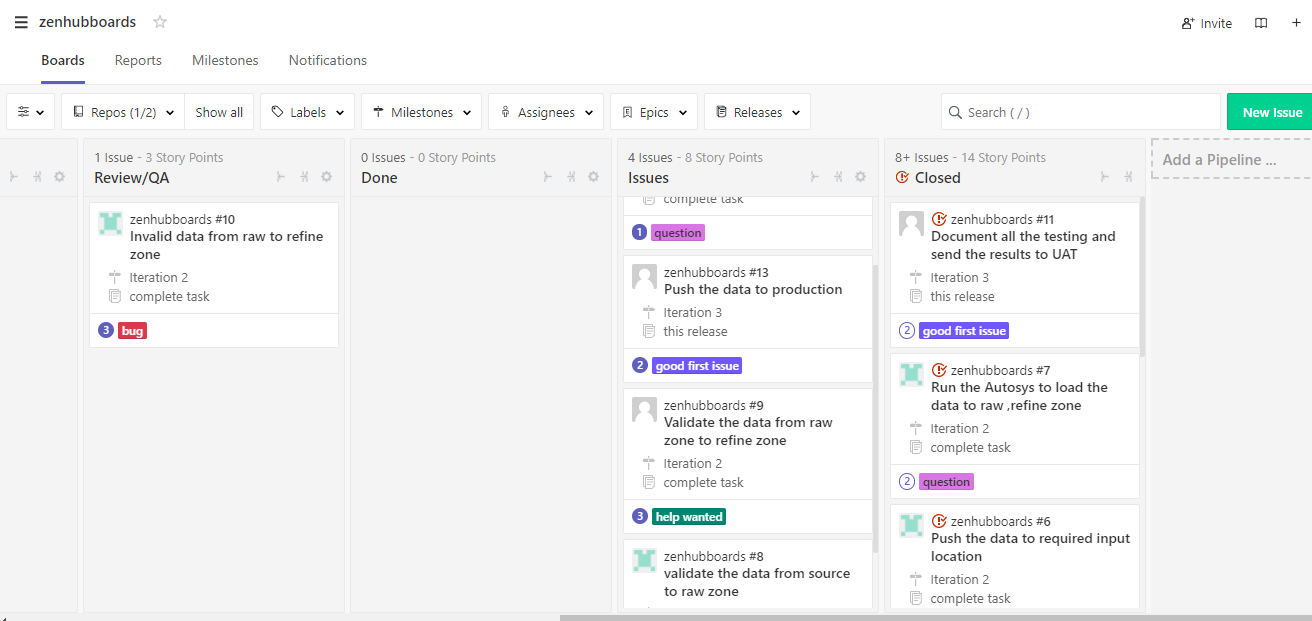 zenhubboards
Invite
Boards
Reports
Milestones
Notifications
Repos (1/2)
Show all
Labels
Milestones
Assignees
Epics
Releases
Search ( / )
New Issue
1 Issue - 3 Story Points
Review/QA
zenhubboards #10
Invalid data from raw to refine
zone
Iteration 2
complete task
3 bug
0 Issues - 0 Story Points
Done
4 Issues - 8 Story Points
Issues
complete task
1 question
zenhubboards #13
Push the data to production
Iteration 3
this release
2 good first issue
zenhubboards #9
Validate the data from raw
zone to refine zone
Iteration 2
complete task
3 help wanted
zenhubboards #8
validate the data from source
to raw zone
8+ Issues - 14 Story Points
Closed
zenhubboards #11
Document all the testing and
send the results to UAT
Iteration 3
this release
2 good first issue
zenhubboards #7
Run the Autosys to load the
data to raw ,refine zone
Iteration 2
complete task
2 question
zenhubboards #6
Push the data to required input
location
Iteration 2
complete task
Add a Pipeline ...